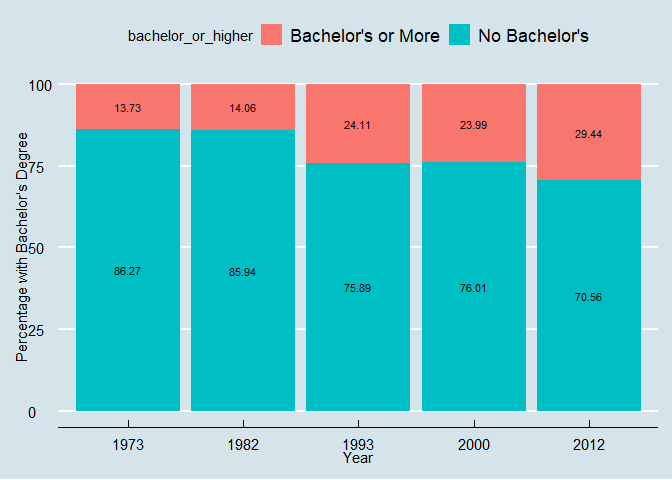 bachelor_or_higher Bachelor's or More No Bachelor's
Percentage with Bachelor's Degree
100
75
50
25
0
13.73 14.06 24.11 23.99 29.44
86.27 85.94 75.89 76.01 70.56
1973 1982 1993 2000 2012
Year